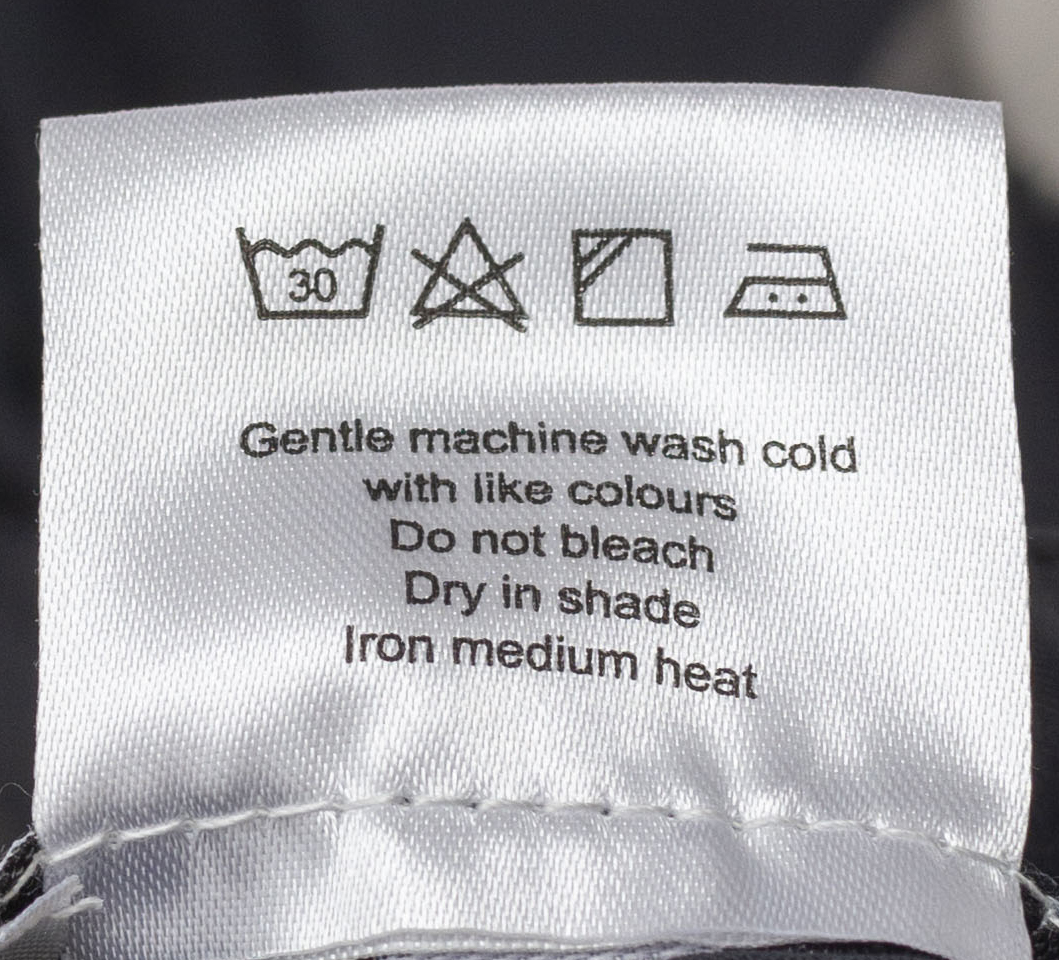 30
Gentle machine wash cold
with like colours
Do not bleach
Dry in shade
Iron medium heat